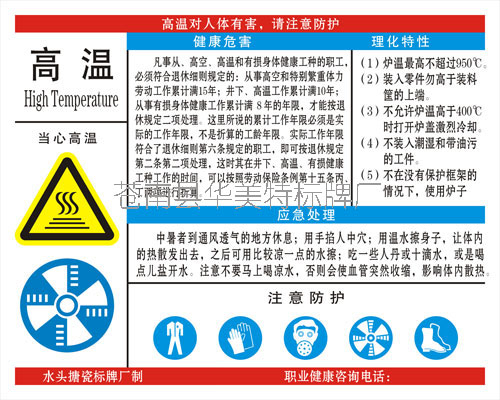 高温对人体有害，请注意防护
高 温
High Temperature
当心高温
健康危害
凡事从、高空、高温和有损身体健康工种的职工，
必须符合退休细则规定的：从事高空和特别繁重体力
劳动工作累计满15年；井下、高温工作累计满10年；
从事有损身体健康工作累计满 8年的年限，才能按退
休规定二项处理。这里所说的累计工作年限必须是实
际的工作年限，不是折算的工龄年限。实际工作年限
符合了退休细则第六条规定的职工，即可按退休规定
第二条第二项处理，这时其在井下、高温、有损健康
工种工作的时间，可以按照劳动保险条例第十五条丙、
丁两项进行折算
理化特性
(1) 炉温最高不超过950℃。
(2) 装入零件勿高于装料
筐的上端。
(3) 不允许炉温高于400℃
时打开炉盖激烈冷却。
(4) 不装入潮湿和带油污
的工件。
(5) 不在没有保护框架的
情况下，使用炉子
苍南县华美特标牌厂
应急处理
中暑者到通风透气的地方休息；用手掐人中穴；用温水擦身子，让体内
的热散发出去，之后可用比较凉一点的水擦；吃一些人丹或十滴水，或是喝
点儿盐开水。注意不要马上喝凉水，否则会使血管突然收缩，影响体内散热。
注意防护
水头搪瓷标牌厂制
职业健康咨询电话：